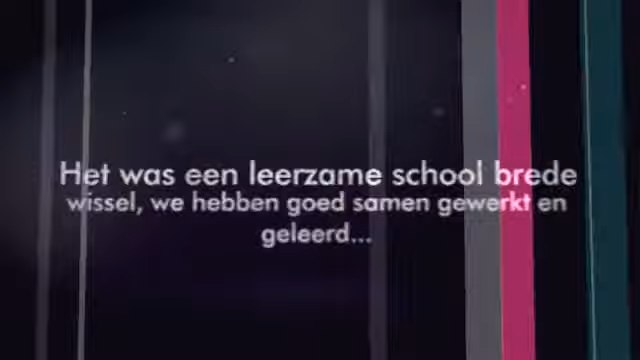 Het was een leerzame school brede
wissel, we hebben goed samen gewerkt en
geleerd...